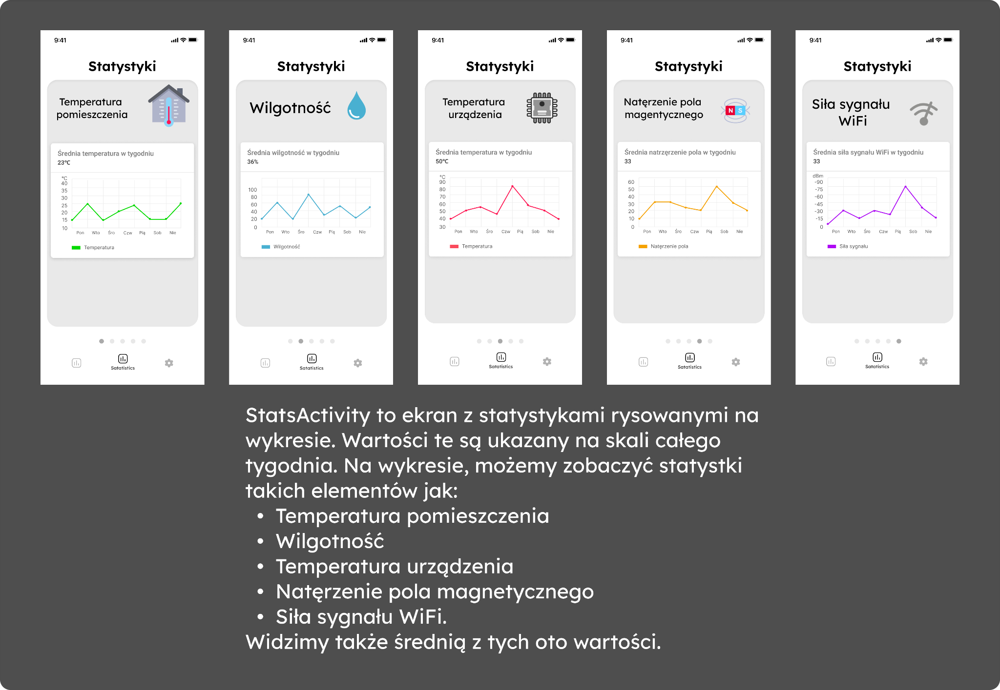 9:41
Statystyki
Temperatura
pomieszczenia
Średnia temperatura w tygodniu
23°C
°C
40
35
30
25
20
15
10
Pon Wto Śro Czw Pią Sob Nie
Temperatura
Satatistics
9:41
Statystyki
Wilgotność
Średnia wilgotność w tygodniu
36%
100
80
60
40
20
0
Pon Wto Śro Czw Pią Sob Nie
Wilgotność
Satatistics
9:41
Statystyki
Temperatura
urządzenia
Średnia temperatura w tygodniu
50°C
°C
90
80
70
60
50
40
30
Pon Wto Śro Czw Pią Sob Nie
Temperatura
Satatistics
9:41
Statystyki
Natęrzenie pola
magentycznego
N S
Średnia natrzęrzenie pola w tygodniu
33
60
50
40
30
20
10
0
Pon Wto Śro Czw Pią Sob Nie
Natęrzenie pola
Satatistics
9:41
Statystyki
Siła sygnału
WiFi
Średnia siła sygnału WiFi w tygodniu
33
dBm
-90
-75
-60
-45
-30
-15
0
Pon Wto Śro Czw Pią Sob Nie
Siła sygnału
Satatistics
StatsActivity to ekran z statystykami rysowanymi na
wykresie. Wartości te są ukazany na skali całego
tygodnia. Na wykresie, możemy zobaczyć statystki
takich elementów jak:
• Temperatura pomieszczenia
• Wilgotność
• Temperatura urządzenia
• Natęrzenie pola magnetycznego
• Siła sygnału WiFi.
Widzimy także średnią z tych oto wartości.